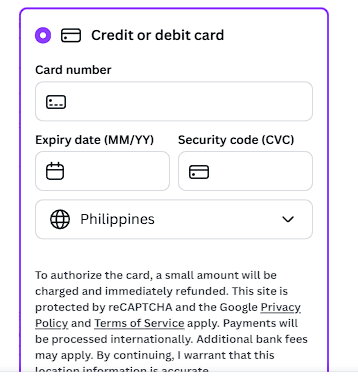 Credit or debit card
Card number
Expiry date (MM/YY) Security code (CVC)
Philippines
To authorize the card, a small amount will be
charged and immediately refunded. This site is
protected by reCAPTCHA and the Google Privacy
Policy and Terms of Service apply. Payments will
be processed internationally. Additional bank fees
may apply. By continuing, I warrant that this
location information is accurate.